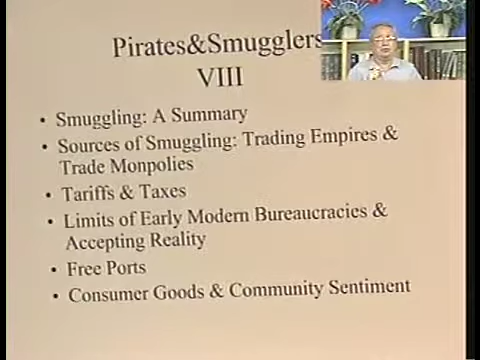 Pirates&Smugglers
VIII
• Smuggling: A Summary
• Sources of Smuggling: Trading Empires &
Trade Monpolies
• Tariffs & Taxes
• Limits of Early Modern Bureaucracies &
Accepting Reality
• Free Ports
• Consumer Goods & Community Sentiment